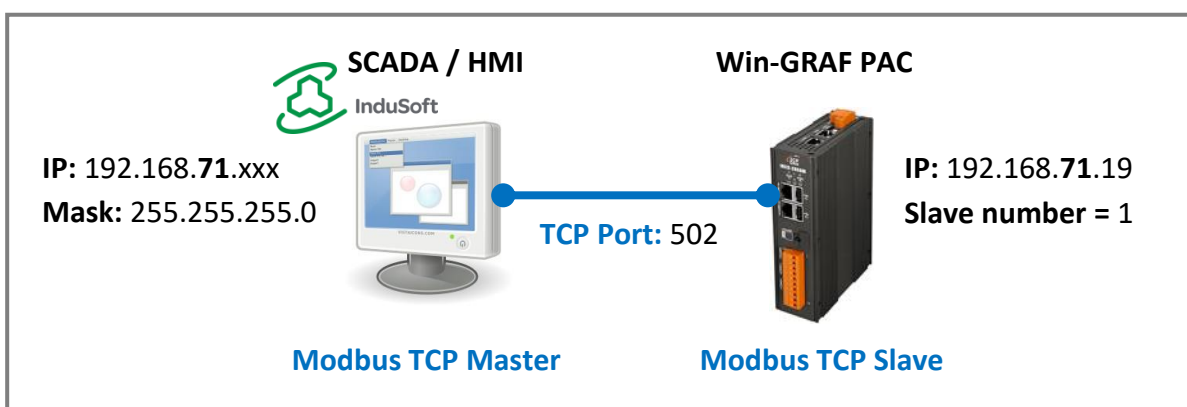 SCADA / HMI
Win-GRAF PAC
InduSoft
IP: 192.168.71.xxx
Mask: 255.255.255.0
TCP Port: 502
IP: 192.168.71.19
Slave number = 1
Modbus TCP Master
Modbus TCP Slave